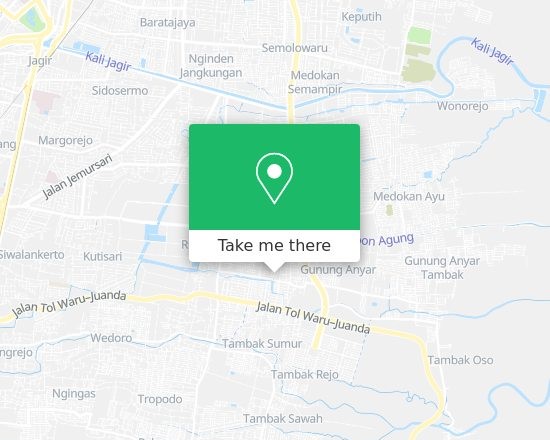 Keputih
Batarajaya
Kali Jagir
Semolowaru
Jagir
Kali Jagir
Nginden
Jangkungan
Medokan
Semampir
Sidosermo
Wonorejo
Margorejo
ang
Jalan Jemursari
Medokan Ayu
Take me there
R
on Agung
Siwalankerto
Kutisari
Gunung Anyar
Gunung Anyar
Tambak
Jalan Tol Waru-Juanda
Jalan Tol Waru-Juanda
Wedoro
Tambak Sumur
ngrejo
Tambak Oso
Tambak Rejo
Ngingas
Tropodo
Tambak Sawah